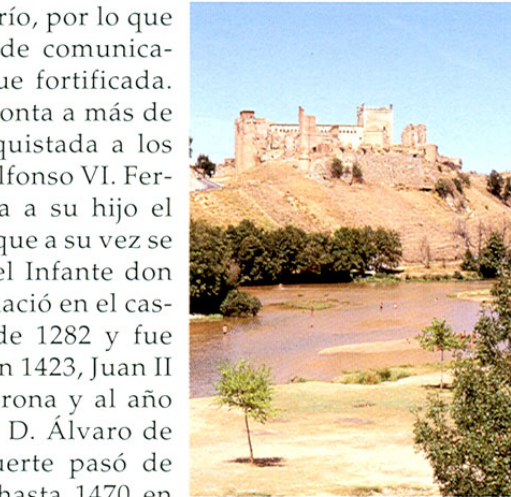 río, por lo que
de comunica-
ue fortificada.
onta a más de
quistada a los
lfonso VI. Fer-
a a su hijo el
que a su vez se
el Infante don
nació en el cas-
de 1282 y fue
n 1423, Juan II
rona y al año
D. Álvaro de
uerte pasó de
hasta 1470 en